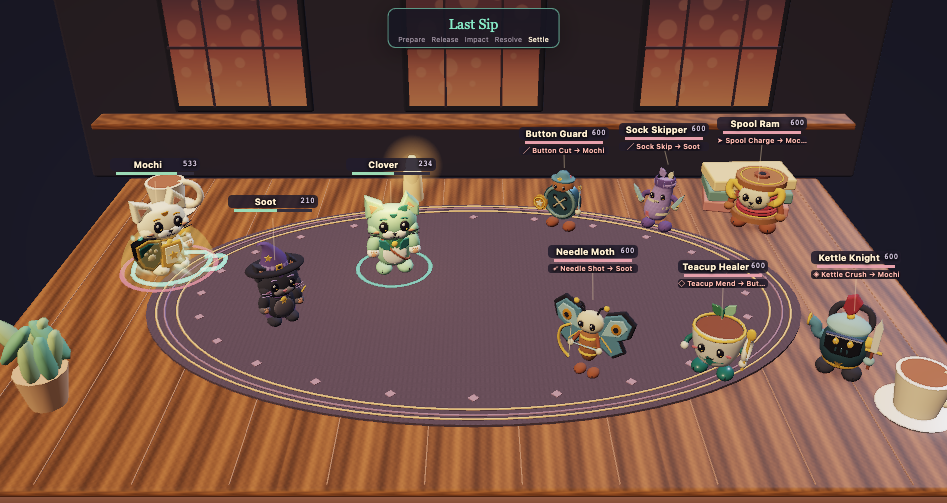 Last Sip
Prepare Release Impact Resolve Settle
Mochi 533
Soot 210
Clover 234
Button Guard 600
Button Cut → Mochi
Sock Skipper 600
Sock Skip → Soot
Spool Ram 600
Spool Charge → Moc...
Needle Moth 600
Needle Shot → Soot
Teacup Healer 600
Teacup Mend → But...
Kettle Knight 600
Kettle Crush → Mochi